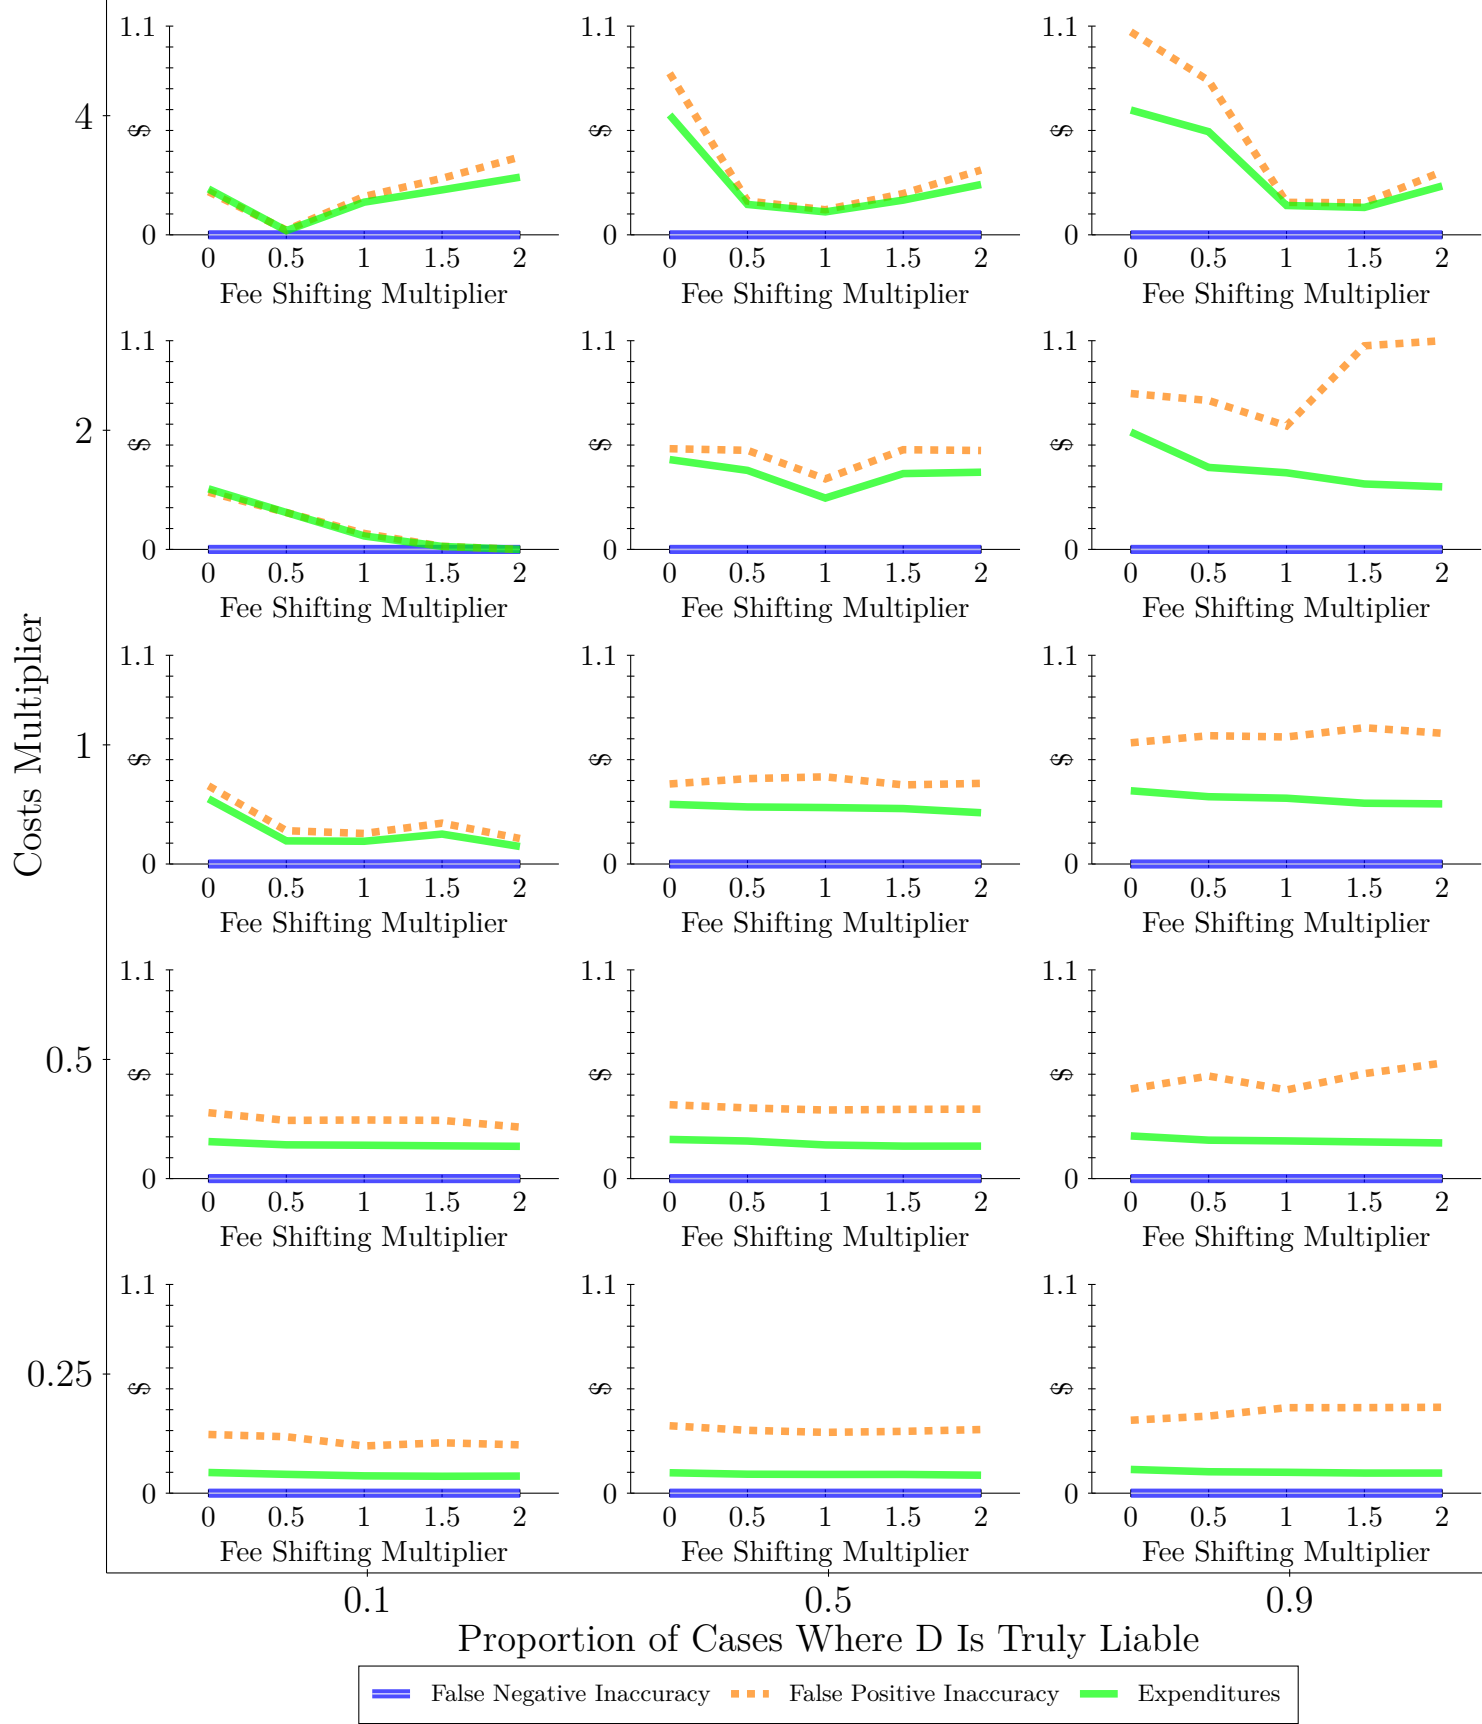 1.1 1.1 1.1
4 $ $ $
0 0 0
0 0.5 1 1.5 2 0 0.5 1 1.5 2 0 0.5 1 1.5 2
Fee Shifting Multiplier Fee Shifting Multiplier Fee Shifting Multiplier
1.1 1.1 1.1
2 $ $ $
0 0 0
0 0.5 1 1.5 2 0 0.5 1 1.5 2 0 0.5 1 1.5 2
Fee Shifting Multiplier Fee Shifting Multiplier Fee Shifting Multiplier
Costs Multiplier
1.1 1.1 1.1
1 $ $ $
0 0 0
0 0.5 1 1.5 2 0 0.5 1 1.5 2 0 0.5 1 1.5 2
Fee Shifting Multiplier Fee Shifting Multiplier Fee Shifting Multiplier
1.1 1.1 1.1
0.5 $ $ $
0 0 0
0 0.5 1 1.5 2 0 0.5 1 1.5 2 0 0.5 1 1.5 2
Fee Shifting Multiplier Fee Shifting Multiplier Fee Shifting Multiplier
1.1 1.1 1.1
0.25 $ $ $
0 0 0
0 0.5 1 1.5 2 0 0.5 1 1.5 2 0 0.5 1 1.5 2
Fee Shifting Multiplier Fee Shifting Multiplier Fee Shifting Multiplier
0.1 0.5 0.9
Proportion of Cases Where D Is Truly Liable
False Negative Inaccuracy False Positive Inaccuracy Expenditures